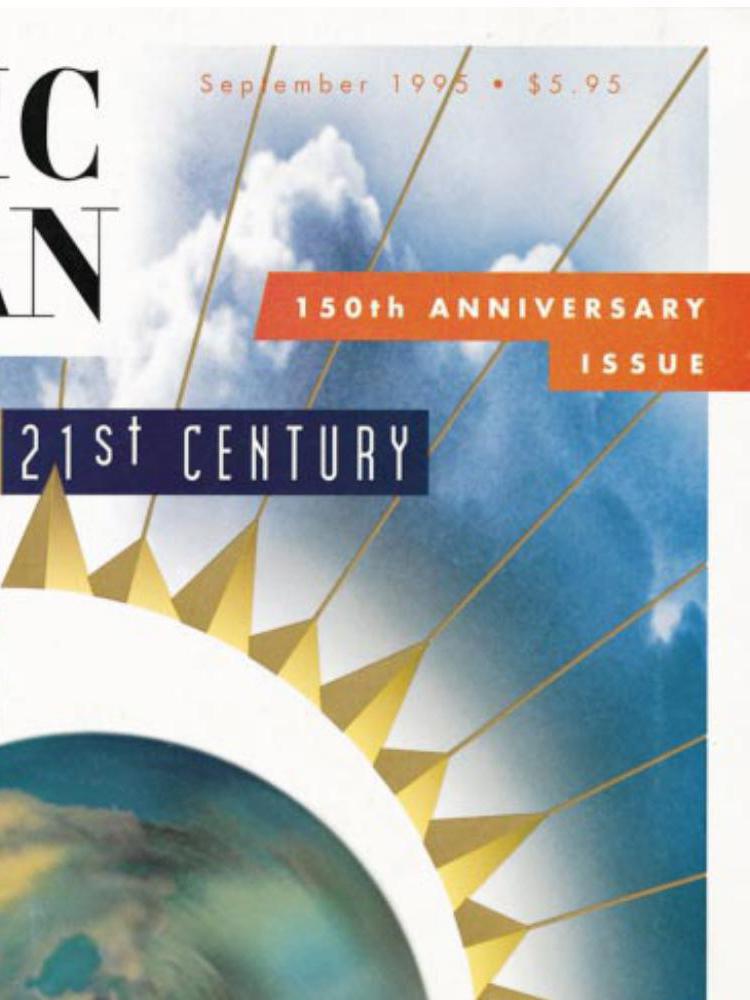 IC
September 1995 • $5.95
AN
150th ANNIVERSARY
ISSUE
21st CENTURY